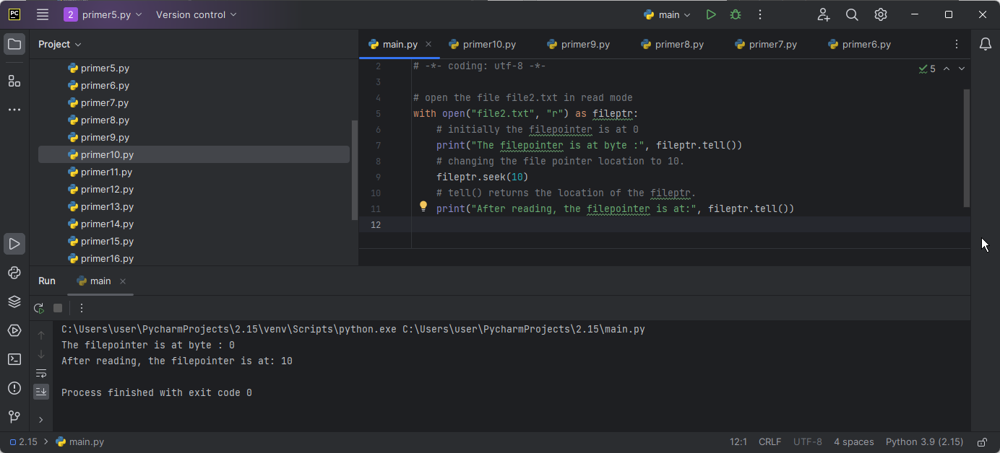 PC 2 primer5.py Version control main
Project
main.py primer10.py primer9.py primer8.py primer7.py primer6.py
primer5.py
primer6.py
primer7.py
primer8.py
primer9.py
primer10.py
primer11.py
primer12.py
primer13.py
primer14.py
primer15.py
primer16.py
5
2 # -*- coding: utf-8 -*-
3
4 # open the file file2.txt in read mode
5 with open("file2.txt", "r") as fileptr:
6 # initially the filepointer is at 0
7 print("The filepointer is at byte :", fileptr.tell())
8 # changing the file pointer location to 10.
9 fileptr.seek(10)
10 # tell() returns the location of the fileptr.
11 print("After reading, the filepointer is at:", fileptr.tell())
12
Run main
C:\Users\user\PycharmProjects\2.15\venv\Scripts\python.exe C:\Users\user\PycharmProjects\2.15\main.py
The filepointer is at byte : 0
After reading, the filepointer is at: 10
Process finished with exit code 0
2.15 main.py 12:1 CRLF UTF-8 4 spaces Python 3.9 (2.15)